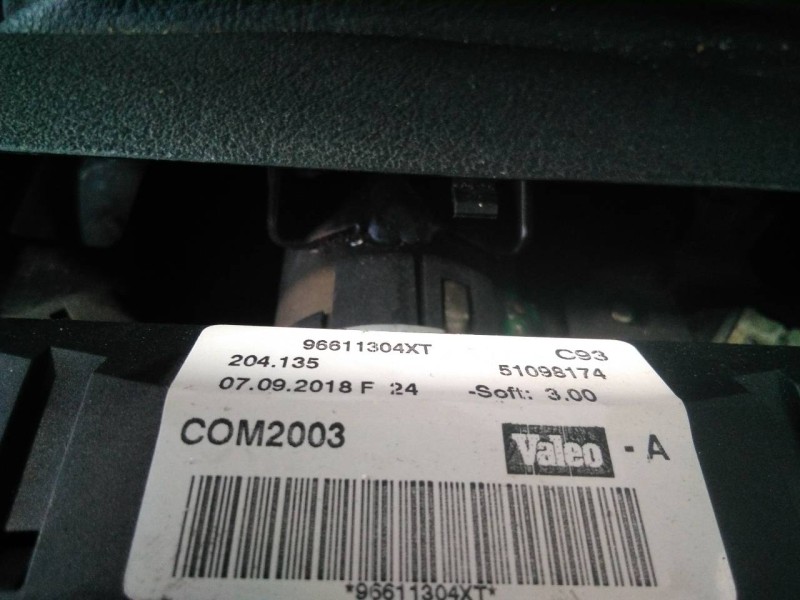 96611304XT C93
204.135 51098174
07.09.2018 F 24 -Soft: 3.00
COM2003 Valeo - A
*96611304XT*